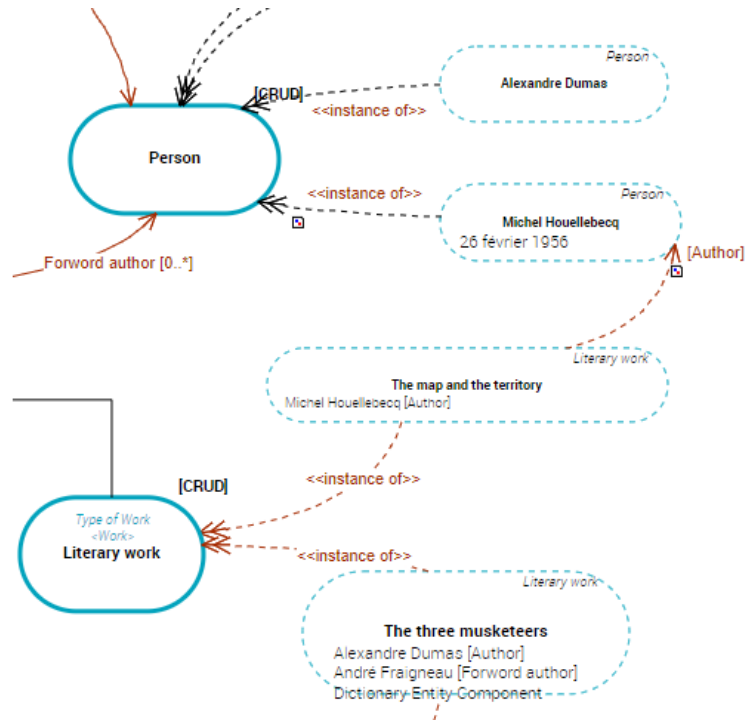 Person
Alexandre Dumas
[CRUD]
<<instance of>>
Person
<<instance of>>
Person
Michel Houellebecq
26 février 1956
Forword author [0..*]
[Author]
Literary work
The map and the territory
Michel Houellebecq [Author]
<<instance of>>
[CRUD]
Type of Work
<Work>
Literary work
<<instance of>>
Literary work
The three musketeers
Alexandre Dumas [Author]
André Fraigneau [Forword author]
Dictionary Entity Component